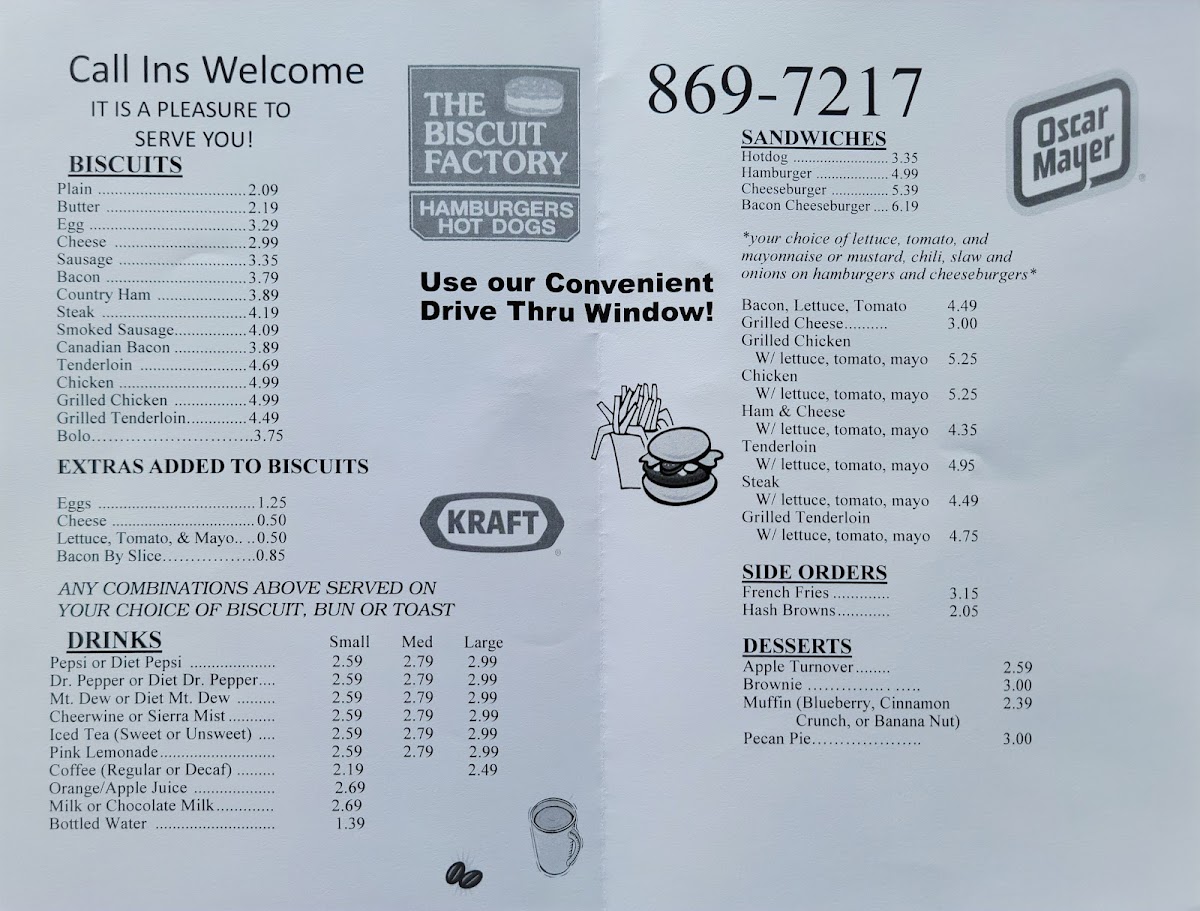 Call Ins Welcome
IT IS A PLEASURE TO
SERVE YOU!
BISCUITS
Plain ............................2.09
Butter ..........................2.19
Egg .............................3.29
Cheese .........................2.99
Sausage ........................3.35
Bacon ...........................3.79
Country Ham .................3.89
Steak ............................4.19
Smoked Sausage..............4.09
Canadian Bacon ..............3.89
Tenderloin ....................4.69
Chicken ........................4.99
Grilled Chicken ..............4.99
Grilled Tenderloin............4.49
Bolo..............................3.75
EXTRAS ADDED TO BISCUITS
Eggs ..............................1.25
Cheese ...........................0.50
Lettuce, Tomato, & Mayo.. ..0.50
Bacon By Slice.................0.85
ANY COMBINATIONS ABOVE SERVED ON
YOUR CHOICE OF BISCUIT, BUN OR TOAST
DRINKS Small Med Large
Pepsi or Diet Pepsi .................... 2.59 2.79 2.99
Dr. Pepper or Diet Dr. Pepper.... 2.59 2.79 2.99
Mt. Dew or Diet Mt. Dew ......... 2.59 2.79 2.99
Cheerwine or Sierra Mist ........... 2.59 2.79 2.99
Iced Tea (Sweet or Unsweet) .... 2.59 2.79 2.99
Pink Lemonade........................... 2.59 2.79 2.99
Coffee (Regular or Decaf) ......... 2.19 2.49
Orange/Apple Juice ................... 2.69
Milk or Chocolate Milk............. 2.69
Bottled Water ............................ 1.39
THE
BISCUIT
FACTORY
HAMBURGERS
HOT DOGS
Use our Convenient
Drive Thru Window!
KRAFT
®
869-7217
SANDWICHES
Hotdog ........................ 3.35
Hamburger .................. 4.99
Cheeseburger .............. 5.39
Bacon Cheeseburger .... 6.19
Oscar
Mayer
®
*your choice of lettuce, tomato, and
mayonnaise or mustard, chili, slaw and
onions on hamburgers and cheeseburgers*
Bacon, Lettuce, Tomato 4.49
Grilled Cheese.......... 3.00
Grilled Chicken
W/ lettuce, tomato, mayo 5.25
Chicken
W/ lettuce, tomato, mayo 5.25
Ham & Cheese
W/ lettuce, tomato, mayo 4.35
Tenderloin
W/ lettuce, tomato, mayo 4.95
Steak
W/ lettuce, tomato, mayo 4.49
Grilled Tenderloin
W/ lettuce, tomato, mayo 4.75
SIDE ORDERS
French Fries ............. 3.15
Hash Browns............ 2.05
DESSERTS
Apple Turnover........ 2.59
Brownie .............. ..... 3.00
Muffin (Blueberry, Cinnamon 2.39
Crunch, or Banana Nut)
Pecan Pie.................... 3.00